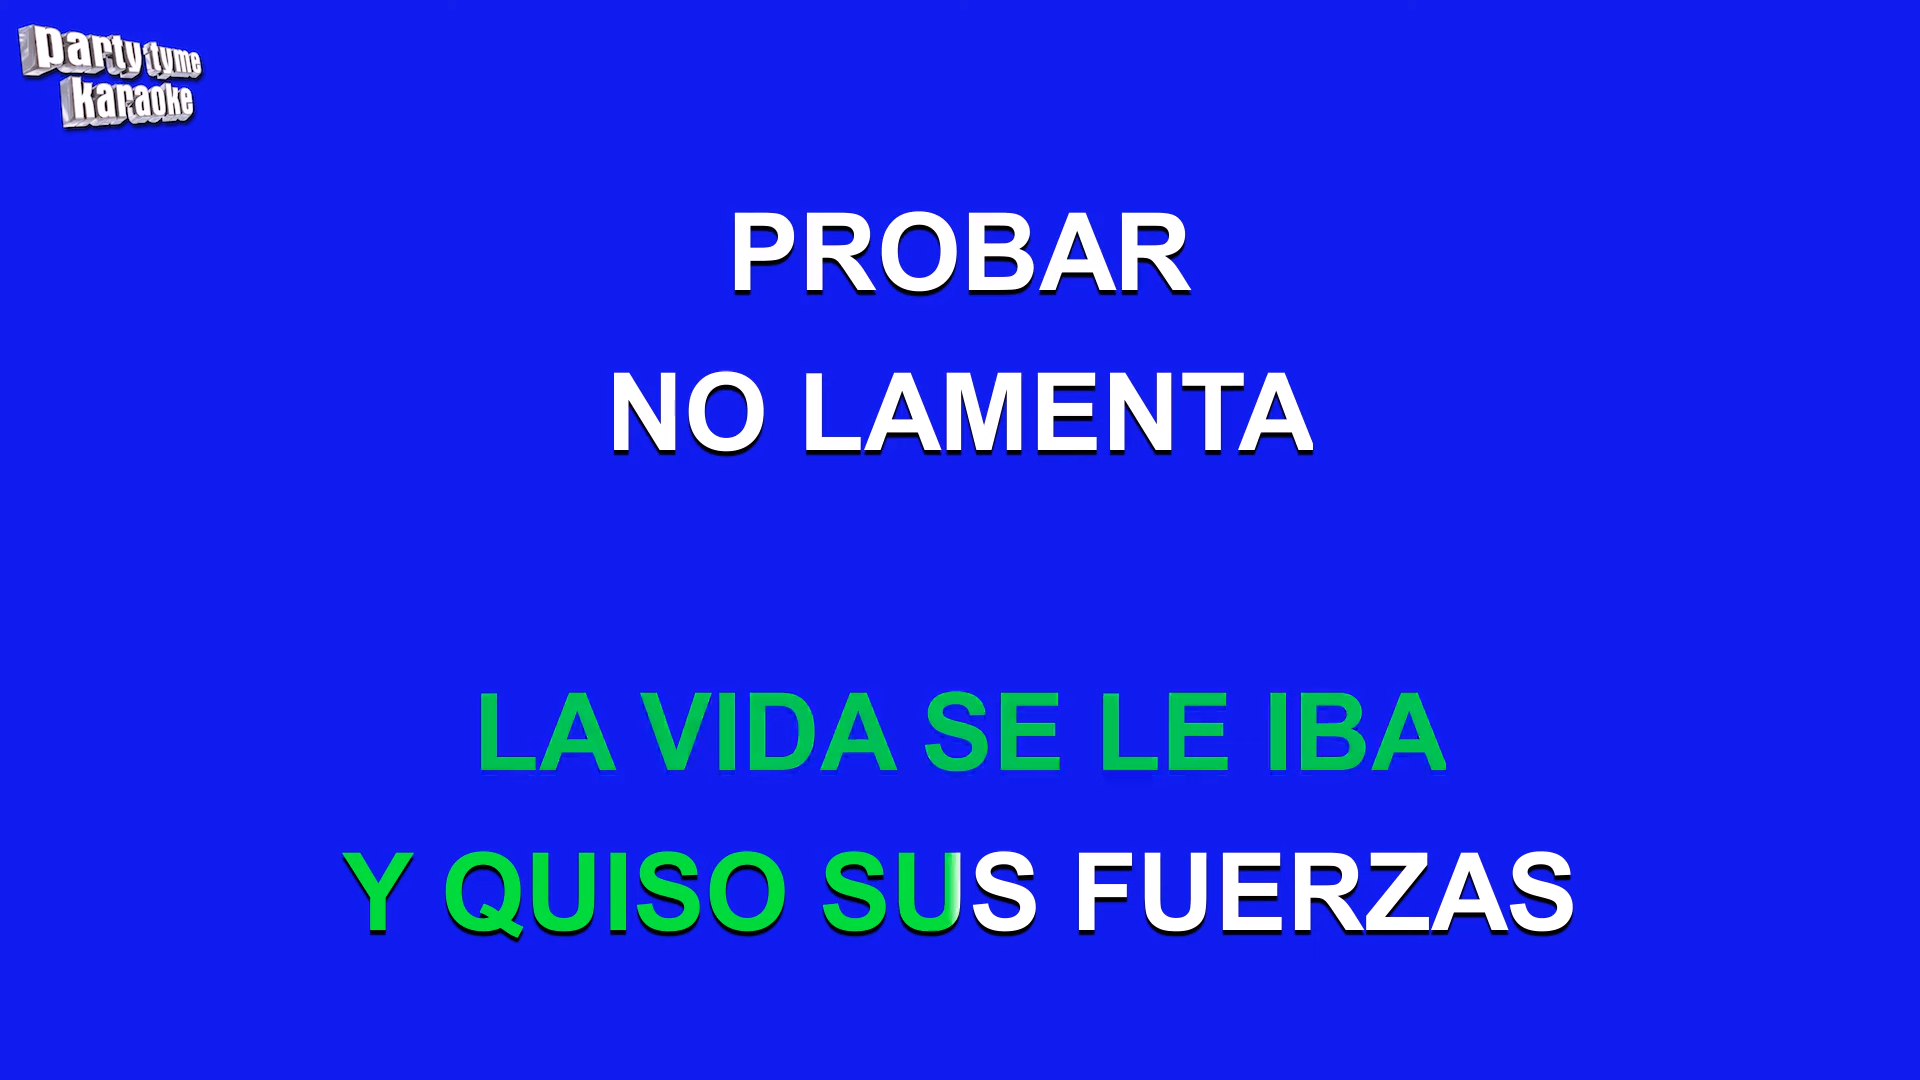 party tyme
karaoke
PROBAR
NO LAMENTA
LA VIDA SE LE IBA
Y QUISO SUS FUERZAS